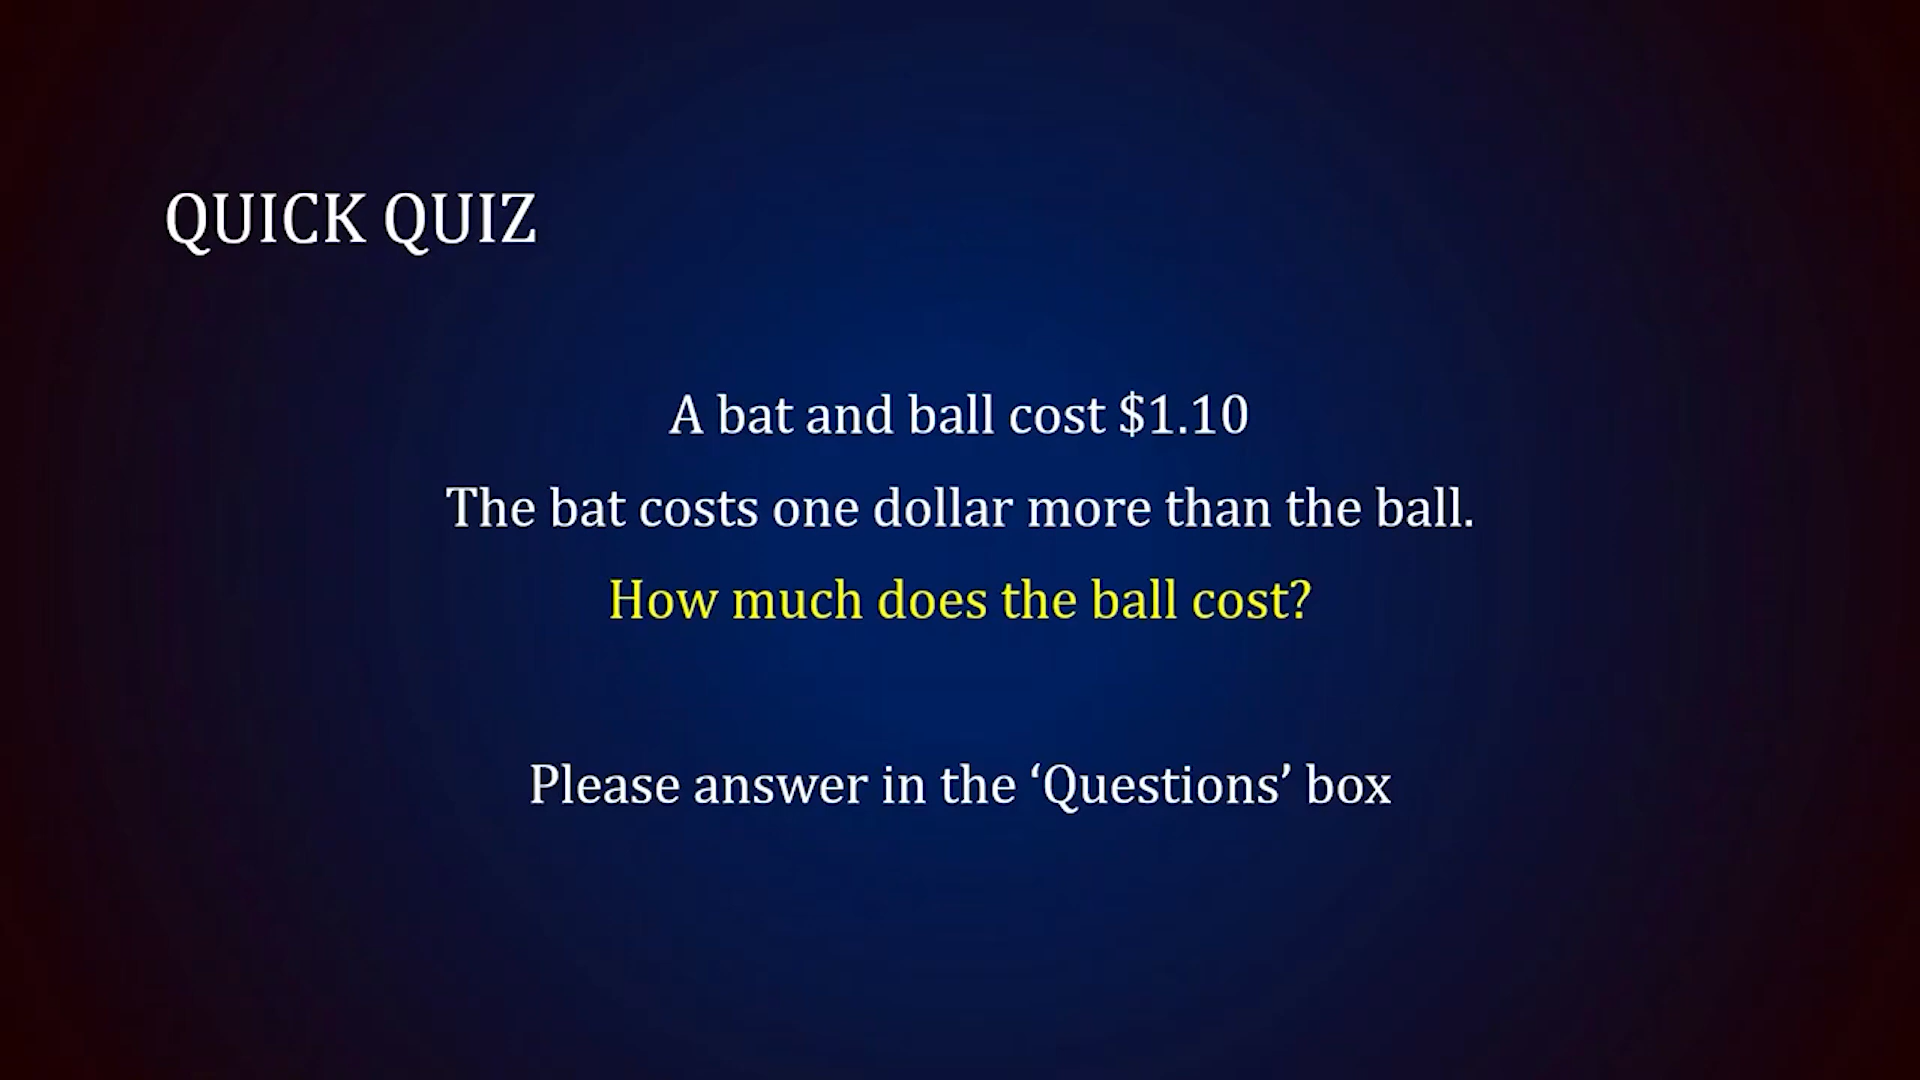 QUICK QUIZ
A bat and ball cost $1.10
The bat costs one dollar more than the ball.
How much does the ball cost?
Please answer in the ‘Questions’ box